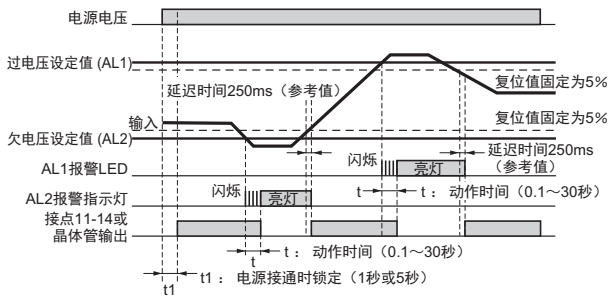 电源电压
过电压设定值 (AL1)
延迟时间250ms（参考值）
复位值固定为5%
输入
复位值固定为5%
欠电压设定值 (AL2)
延迟时间250ms
（参考值）
闪烁
AL1报警LED
亮灯
闪烁
t
t ： 动作时间（0.1～30秒）
AL2报警指示灯
亮灯
接点11-14或
晶体管输出
t
t ： 动作时间（0.1～30秒）
t1
t1 ： 电源接通时锁定（1秒或5秒）